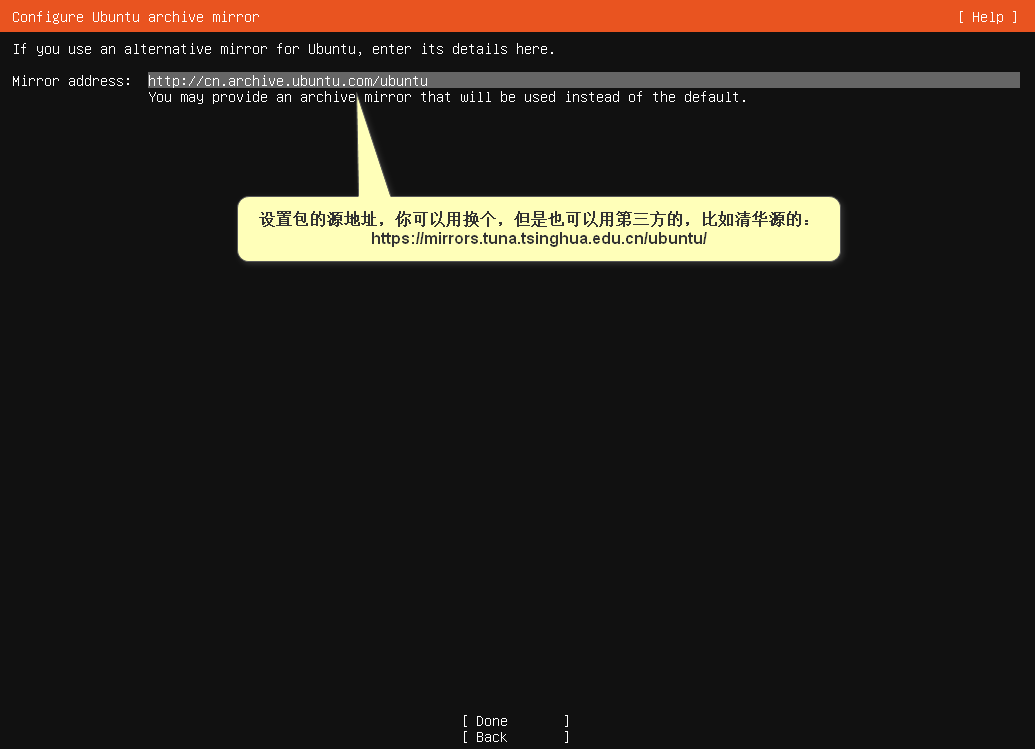 Configure Ubuntu archive mirror [ Help ]
If you use an alternative mirror for Ubuntu, enter its details here.
Mirror address: http://cn.archive.ubuntu.com/ubuntu
You may provide an archive mirror that will be used instead of the default.
设置包的源地址，你可以用换个，但是也可以用第三方的，比如清华源的：
https://mirrors.tuna.tsinghua.edu.cn/ubuntu/
[ Done ]
[ Back ]